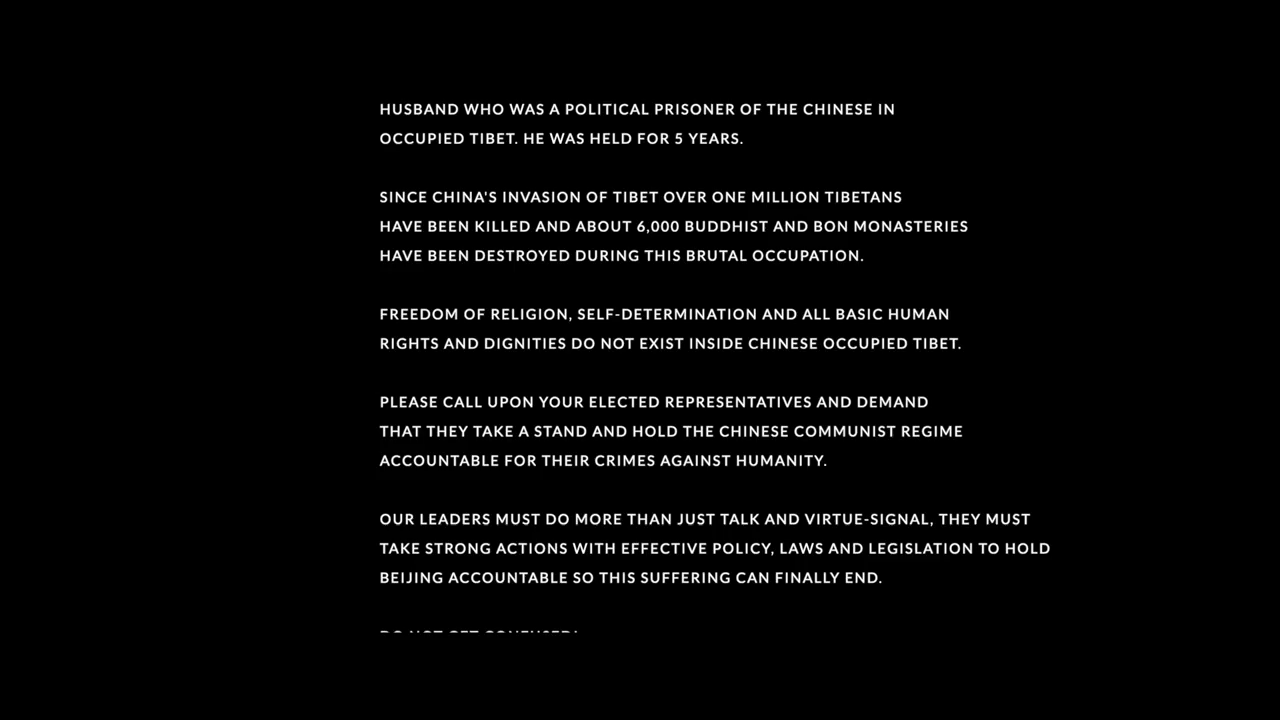 HUSBAND WHO WAS A POLITICAL PRISONER OF THE CHINESE IN
OCCUPIED TIBET. HE WAS HELD FOR 5 YEARS.
SINCE CHINA'S INVASION OF TIBET OVER ONE MILLION TIBETANS
HAVE BEEN KILLED AND ABOUT 6,000 BUDDHIST AND BON MONASTERIES
HAVE BEEN DESTROYED DURING THIS BRUTAL OCCUPATION.
FREEDOM OF RELIGION, SELF-DETERMINATION AND ALL BASIC HUMAN
RIGHTS AND DIGNITIES DO NOT EXIST INSIDE CHINESE OCCUPIED TIBET.
PLEASE CALL UPON YOUR ELECTED REPRESENTATIVES AND DEMAND
THAT THEY TAKE A STAND AND HOLD THE CHINESE COMMUNIST REGIME
ACCOUNTABLE FOR THEIR CRIMES AGAINST HUMANITY.
OUR LEADERS MUST DO MORE THAN JUST TALK AND VIRTUE-SIGNAL, THEY MUST
TAKE STRONG ACTIONS WITH EFFECTIVE POLICY, LAWS AND LEGISLATION TO HOLD
BEIJING ACCOUNTABLE SO THIS SUFFERING CAN FINALLY END.